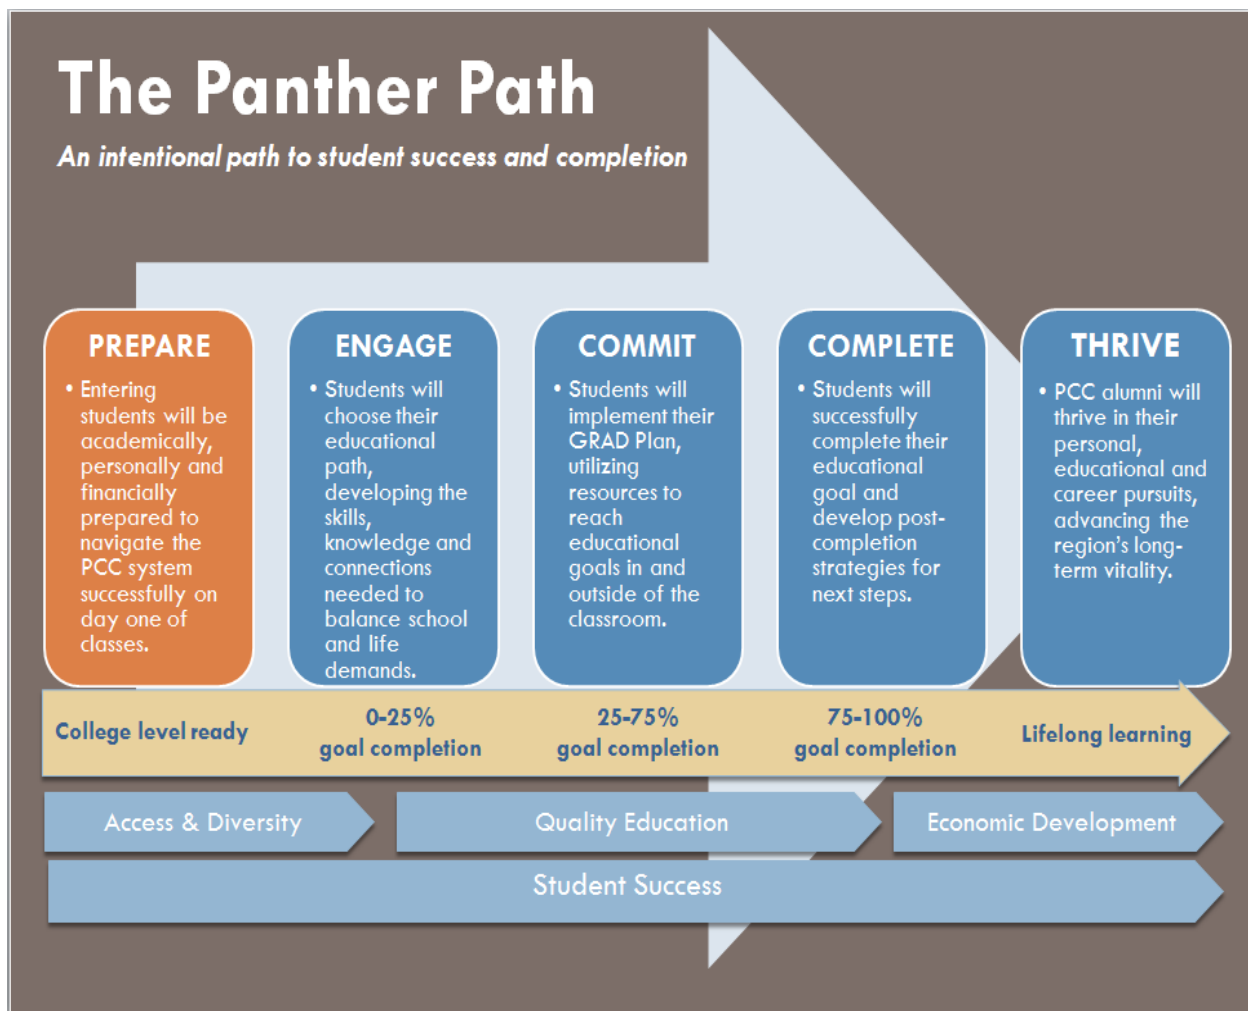 The Panther Path
An intentional path to student success and completion
PREPARE
• Entering
students will be
academically,
personally and
financially
prepared to
navigate the
PCC system
successfully on
day one of
classes.
ENGAGE
• Students will
choose their
educational
path,
developing the
skills,
knowledge and
connections
needed to
balance school
and life
demands.
COMMIT
• Students will
implement their
GRAD Plan,
utilizing
resources to
reach
educational
goals in and
outside of the
classroom.
COMPLETE
• Students will
successfully
complete their
educational
goal and
develop post-
completion
strategies for
next steps.
THRIVE
• PCC alumni will
thrive in their
personal,
educational and
career pursuits,
advancing the
region's long-
term vitality.
College level ready
0-25%
goal completion
25-75%
goal completion
75-100%
goal completion
Lifelong learning
Access & Diversity
Quality Education
Economic Development
Student Success